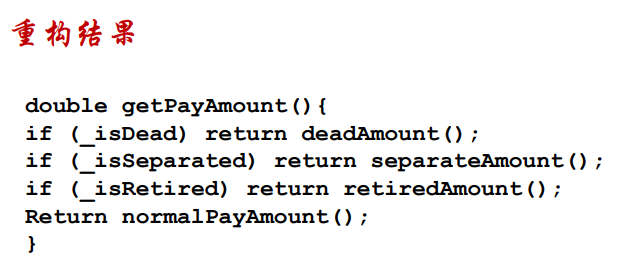 重构结果
double getPayAmount(){
if (_isDead) return deadAmount();
if (_isSeparated) return separateAmount();
if (_isRetired) return retiredAmount();
Return normalPayAmount();
}